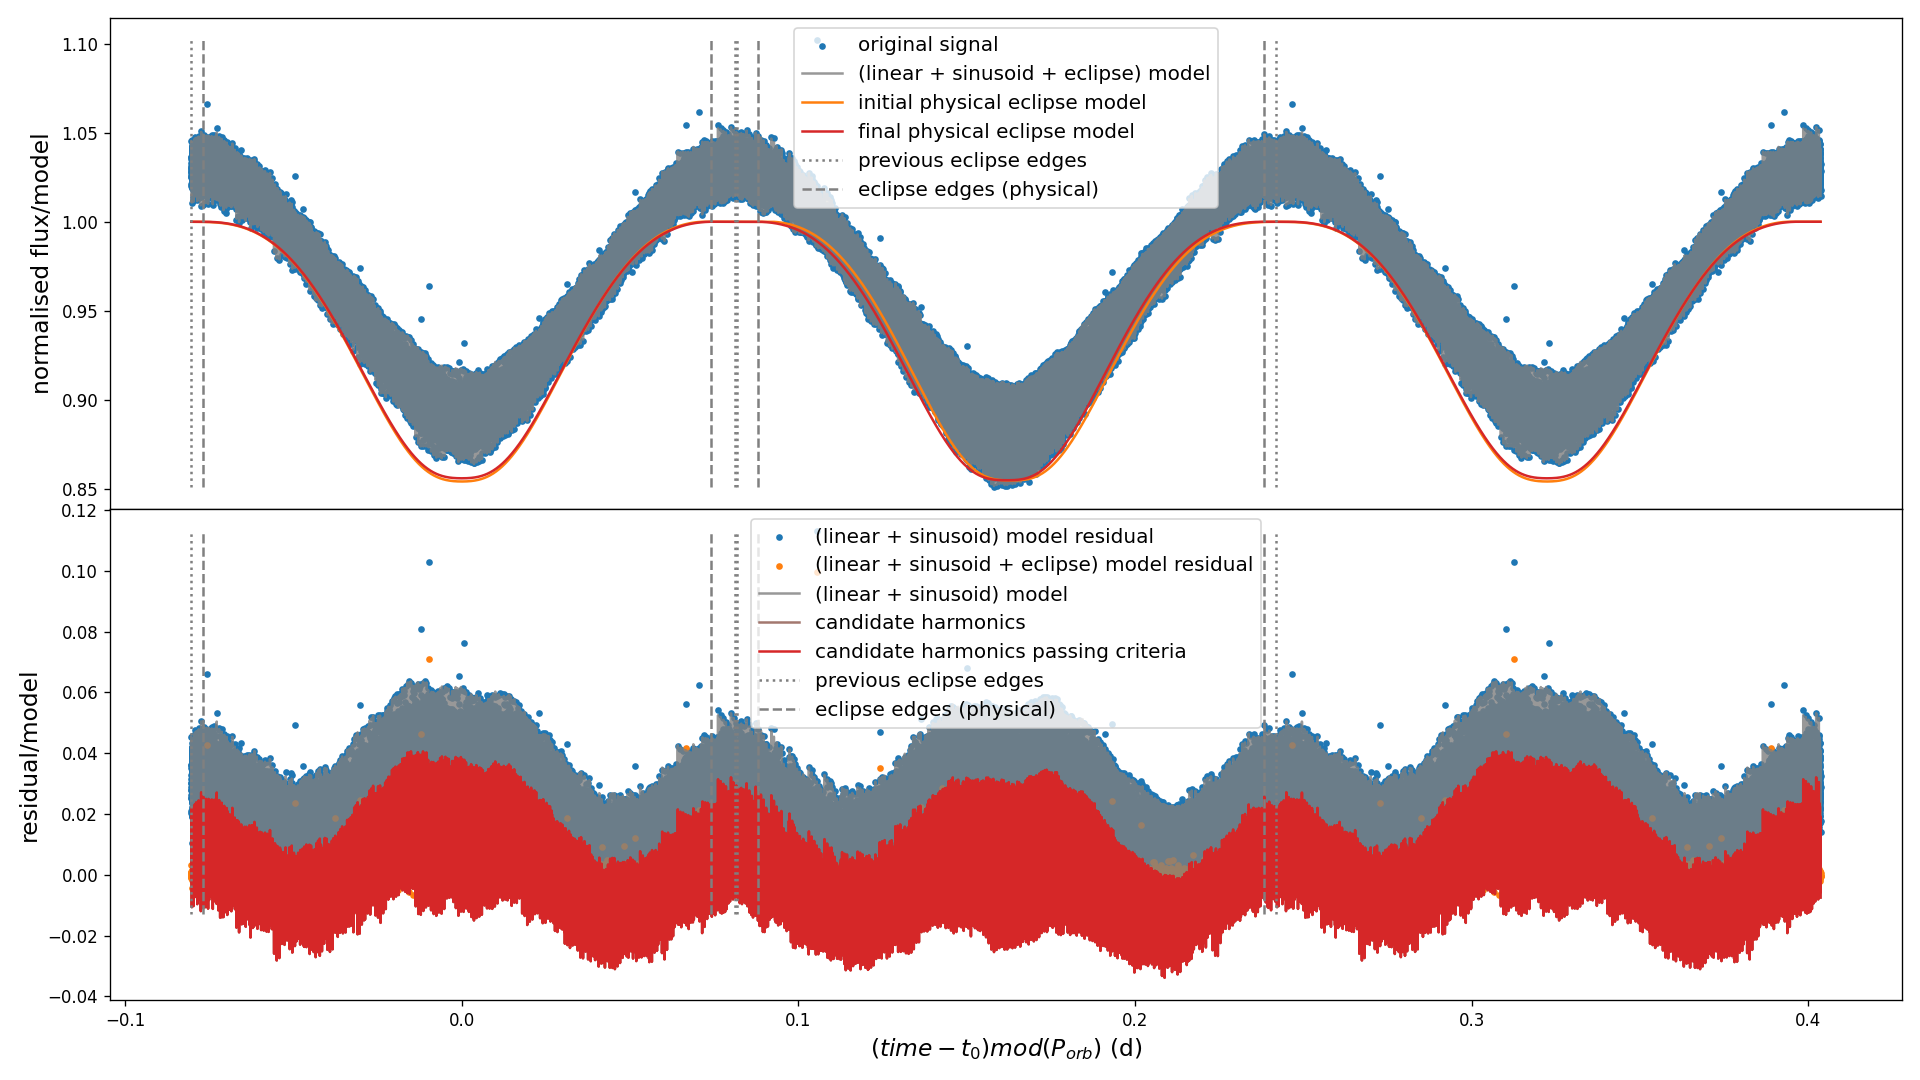 normalised flux/model
1.10
1.05
1.00
0.95
0.90
0.85
original signal
(linear + sinusoid + eclipse) model
initial physical eclipse model
final physical eclipse model
previous eclipse edges
eclipse edges (physical)
residual/model
0.12
0.10
0.08
0.06
0.04
0.02
0.00
−0.02
−0.04
(linear + sinusoid) model residual
(linear + sinusoid + eclipse) model residual
(linear + sinusoid) model
candidate harmonics
candidate harmonics passing criteria
previous eclipse edges
eclipse edges (physical)
−0.1 0.0 0.1 0.2 0.3 0.4
(time − t₀)mod(Pₒᵣb) (d)